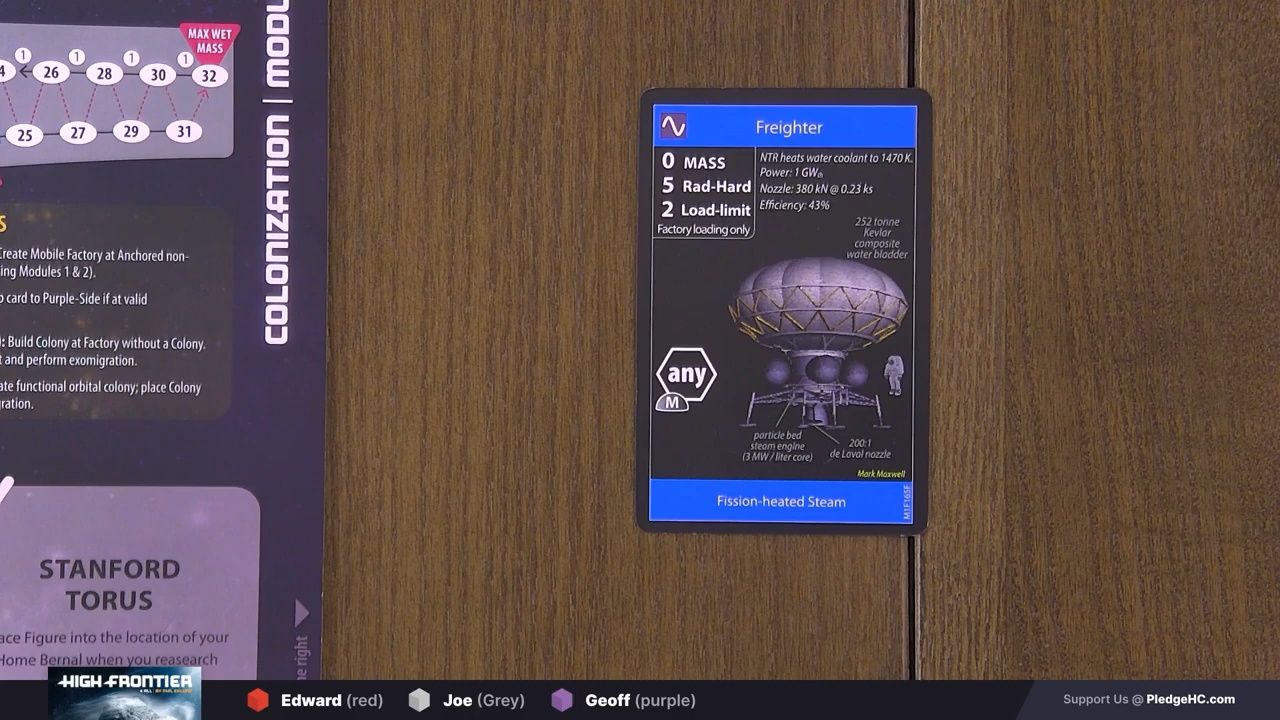 MAX WET
MASS
1 1 1 1
4 26 28 30 32
25 27 29 31
COLONIZATION | MODU
S
Create Mobile Factory at Anchored non-
ing Modules 1 & 2).
p card to Purple-Side if at valid
): Build Colony at Factory without a Colony.
t and perform exomigration.
ate functional orbital colony; place Colony
ration.
STANFORD
TORUS
ace Figure into the location of your
Home Bernal when you reasearch
he right
Freighter
0 MASS
5 Rad-Hard
2 Load-limit
Factory loading only
NTR heats water coolant to 1470 K.
Power: 1 GWth
Nozzle: 380 kN @ 0.23 ks
Efficiency: 43%
252 tonne
Kevlar
composite
water bladder
any
M
particle bed
steam engine
(3 MW / liter core)
200:1
de Laval nozzle
Mark Maxwell
Fission-heated Steam
M1F165F
HIGH FRONTIER
4 ALL BY PHIL EKLUND
Edward (red) Joe (Grey) Geoff (purple)
Support Us @ PledgeHC.com